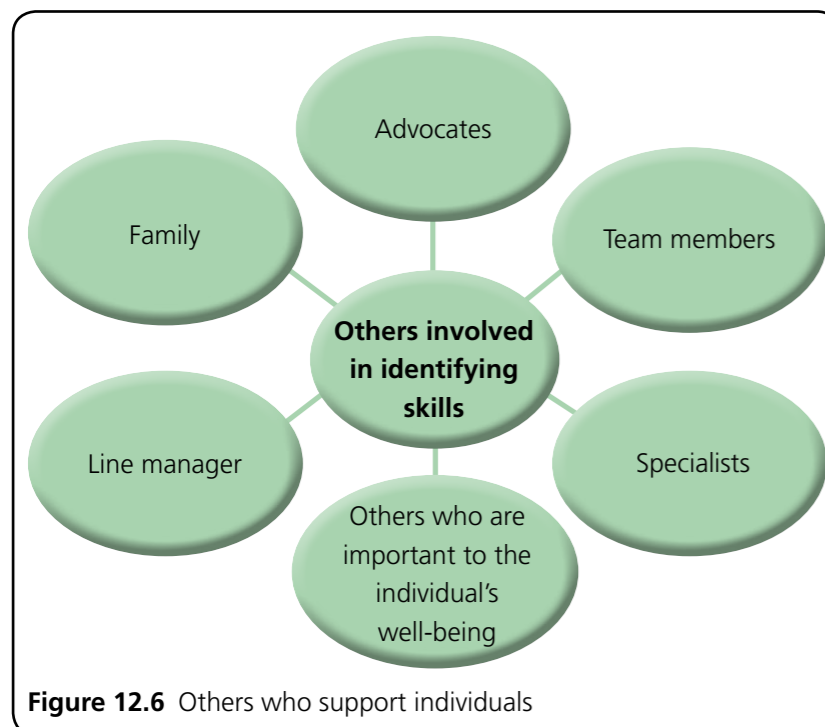 Advocates
Family
Team members
Others involved
in identifying
skills
Line manager
Specialists
Others who are
important to the
individual’s
well-being
Figure 12.6 Others who support individuals